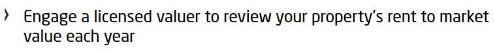 › Engage a licensed valuer to review your property's rent to market
value each year